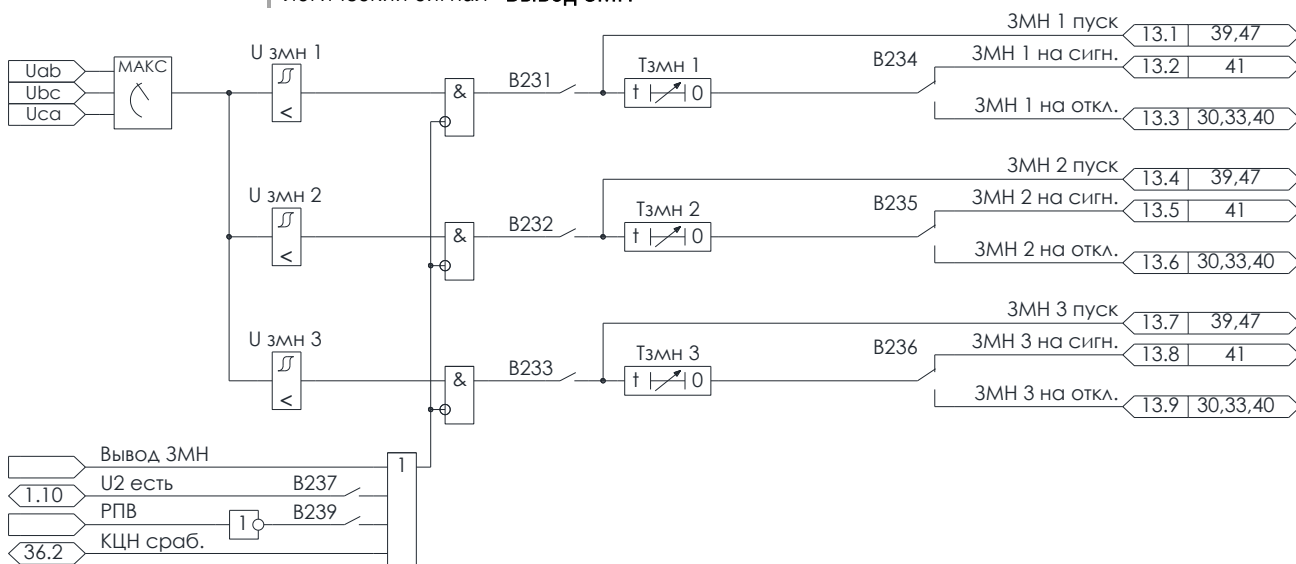 ЗМН 1 пуск
13.1 39,47
U змн 1
Тзмн 1
B234
ЗМН 1 на сигн.
13.2 41
Uab
Ubc
Uca
МАКС
<
&
B231
t 0
ЗМН 1 на откл.
13.3 30,33,40
ЗМН 2 пуск
13.4 39,47
U змн 2
Тзмн 2
B235
ЗМН 2 на сигн.
13.5 41
<
&
B232
t 0
ЗМН 2 на откл.
13.6 30,33,40
ЗМН 3 пуск
13.7 39,47
U змн 3
Тзмн 3
B236
ЗМН 3 на сигн.
13.8 41
<
&
B233
t 0
ЗМН 3 на откл.
13.9 30,33,40
Вывод ЗМН
1
1.10 U2 есть B237
РПВ 1 B239
36.2 КЦН сраб.